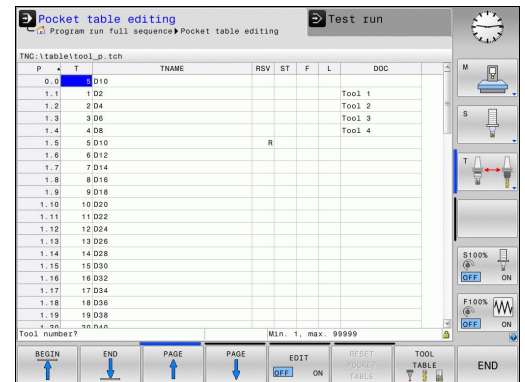 Pocket table editing
Test run
Program run full sequence▸Pocket table editing
TNC:\table\tool_p.tch
P T TNAME RSV ST F L DOC
0.0 5 D10
1.1 1 D2 Tool 1
1.2 2 D4 Tool 2
1.3 3 D6 Tool 3
1.4 4 D8 Tool 4
1.5 5 D10 R
1.6 6 D12
1.7 7 D14
1.8 8 D16
1.9 9 D18
1.10 10 D20
1.11 11 D22
1.12 12 D24
1.13 13 D26
1.14 14 D28
1.15 15 D30
1.16 16 D32
1.17 17 D34
1.18 18 D36
1.19 19 D38
1.20 20 D40
Tool number? Min. 1, max. 99999
M
S
T
S100%
OFF ON
F100%
OFF ON
BEGIN
END
PAGE
PAGE
EDIT
OFF ON
RESET
POCKET
TABLE
TOOL
TABLE
END